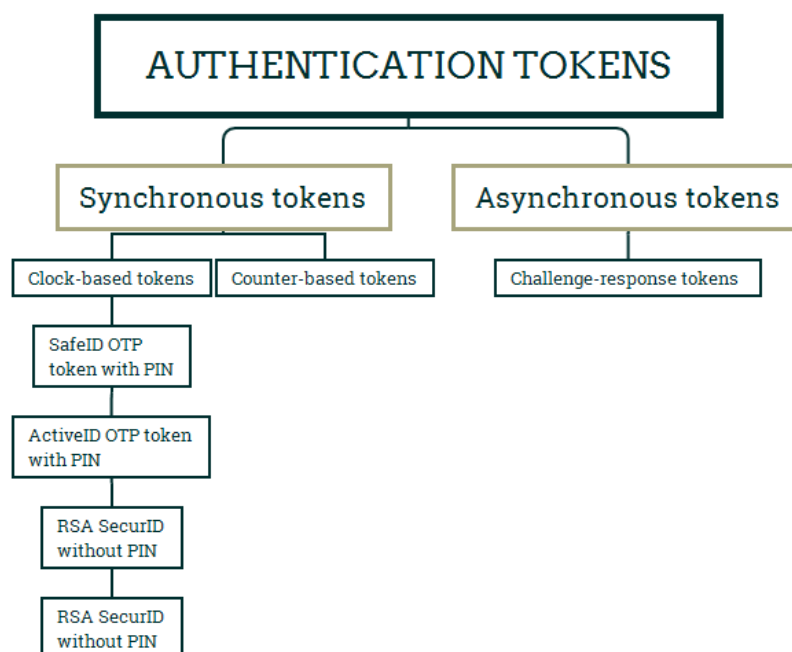 AUTHENTICATION TOKENS
Synchronous tokens
Asynchronous tokens
Clock-based tokens
Counter-based tokens
Challenge-response tokens
SafeID OTP
token with PIN
ActiveID OTP token
with PIN
RSA SecurID
without PIN
RSA SecurID
without PIN